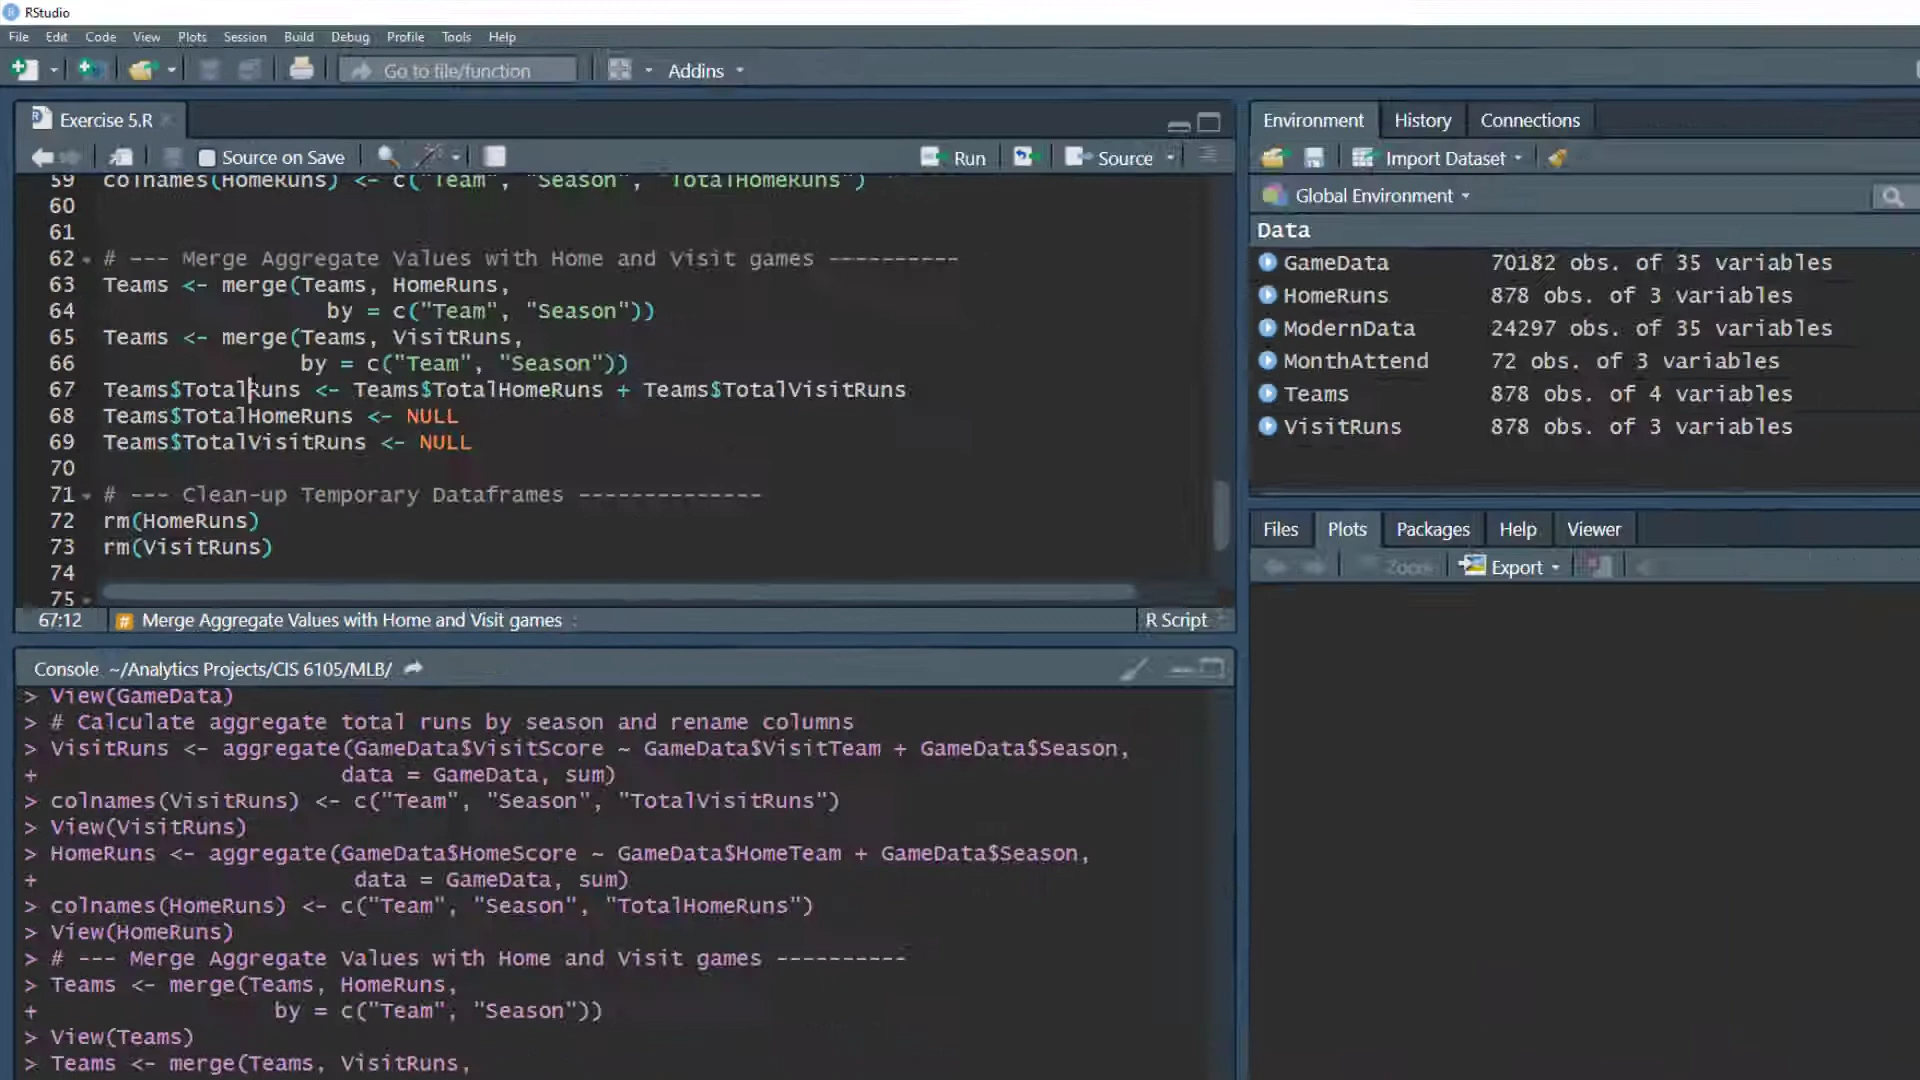 RStudio
File Edit Code View Plots Session Build Debug Profile Tools Help
Go to file/function Addins
Exercise 5.R
Source on Save Run Source
59 colnames(HomeRuns) <- c("Team", "Season", "TotalHomeRuns")
60
61
62 # --- Merge Aggregate Values with Home and Visit games ----------
63 Teams <- merge(Teams, HomeRuns,
64 by = c("Team", "Season"))
65 Teams <- merge(Teams, VisitRuns,
66 by = c("Team", "Season"))
67 Teams$TotalRuns <- Teams$TotalHomeRuns + Teams$TotalVisitRuns
68 Teams$TotalHomeRuns <- NULL
69 Teams$TotalVisitRuns <- NULL
70
71 # --- Clean-up Temporary Dataframes --------------
72 rm(HomeRuns)
73 rm(VisitRuns)
74
75
67:12 # Merge Aggregate Values with Home and Visit games R Script
Console ~/Analytics Projects/CIS 6105/MLB/
> View(GameData)
> # Calculate aggregate total runs by season and rename columns
> VisitRuns <- aggregate(GameData$VisitScore ~ GameData$VisitTeam + GameData$Season,
+ data = GameData, sum)
> colnames(VisitRuns) <- c("Team", "Season", "TotalVisitRuns")
> View(VisitRuns)
> HomeRuns <- aggregate(GameData$HomeScore ~ GameData$HomeTeam + GameData$Season,
+ data = GameData, sum)
> colnames(HomeRuns) <- c("Team", "Season", "TotalHomeRuns")
> View(HomeRuns)
> # --- Merge Aggregate Values with Home and Visit games ----------
> Teams <- merge(Teams, HomeRuns,
+ by = c("Team", "Season"))
> View(Teams)
> Teams <- merge(Teams, VisitRuns,
Environment History Connections
Import Dataset
Global Environment
Data
GameData 70182 obs. of 35 variables
HomeRuns 878 obs. of 3 variables
ModernData 24297 obs. of 35 variables
MonthAttend 72 obs. of 3 variables
Teams 878 obs. of 4 variables
VisitRuns 878 obs. of 3 variables
Files Plots Packages Help Viewer
Zoom Export